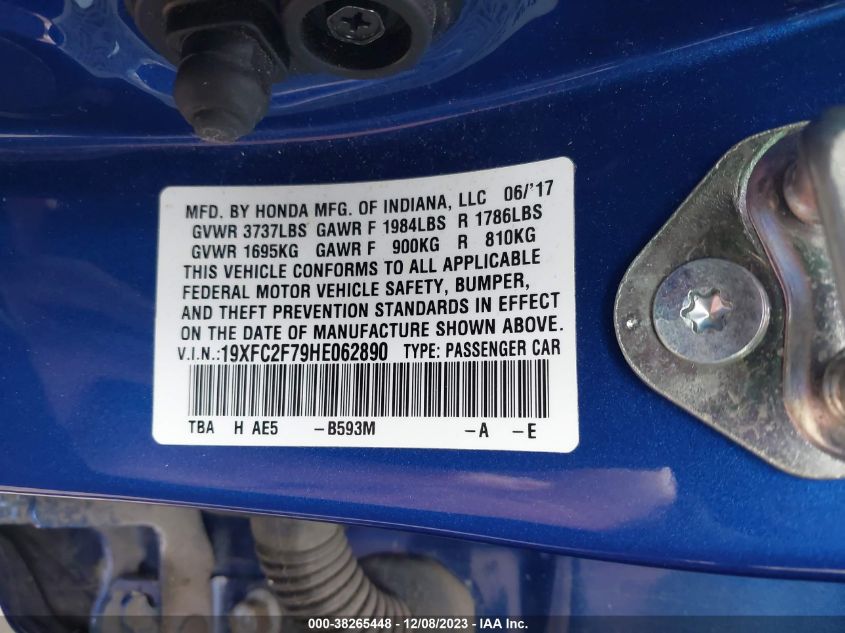 MFD. BY HONDA MFG. OF INDIANA, LLC 06/'17
GVWR 3737LBS GAWR F 1984LBS R 1786LBS
GVWR 1695KG GAWR F 900KG R 810KG
THIS VEHICLE CONFORMS TO ALL APPLICABLE
FEDERAL MOTOR VEHICLE SAFETY, BUMPER,
AND THEFT PREVENTION STANDARDS IN EFFECT
ON THE DATE OF MANUFACTURE SHOWN ABOVE.
V.I.N.:19XFC2F79HE062890 TYPE: PASSENGER CAR
TBA H AE5 -B593M -A -E
000-38265448 - 12/08/2023 - IAA Inc.